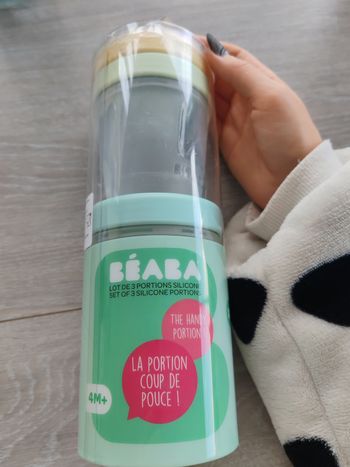 BÉABA
LOT DE 3 PORTIONS SILICONE
SET OF 3 SILICONE PORTIONS
THE HANDY
PORTION
LA PORTION
COUP DE
POUCE !
4M+